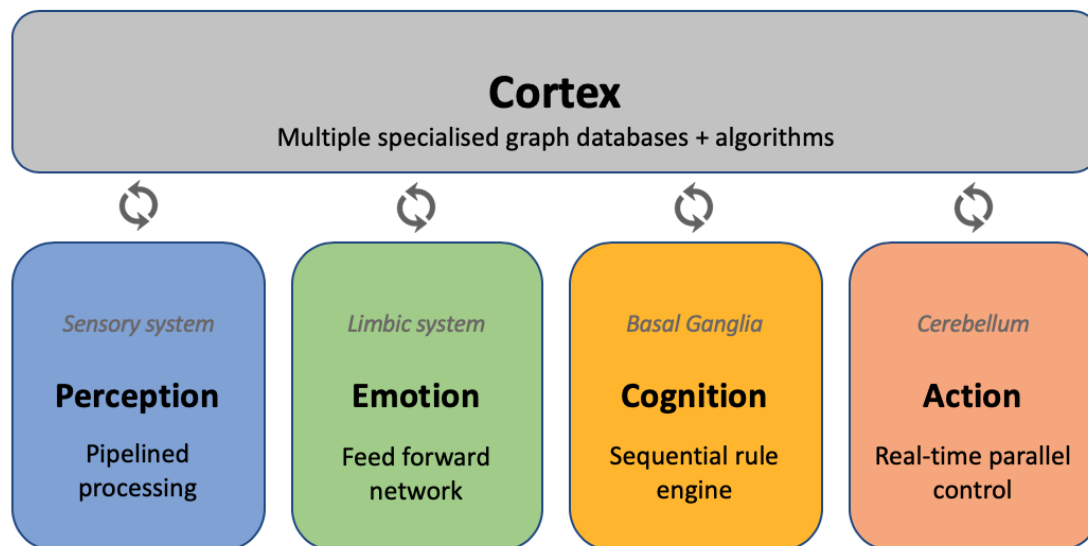 Cortex
Multiple specialised graph databases + algorithms
Sensory system
Perception
Pipelined
processing
Limbic system
Emotion
Feed forward
network
Basal Ganglia
Cognition
Sequential rule
engine
Cerebellum
Action
Real-time parallel
control